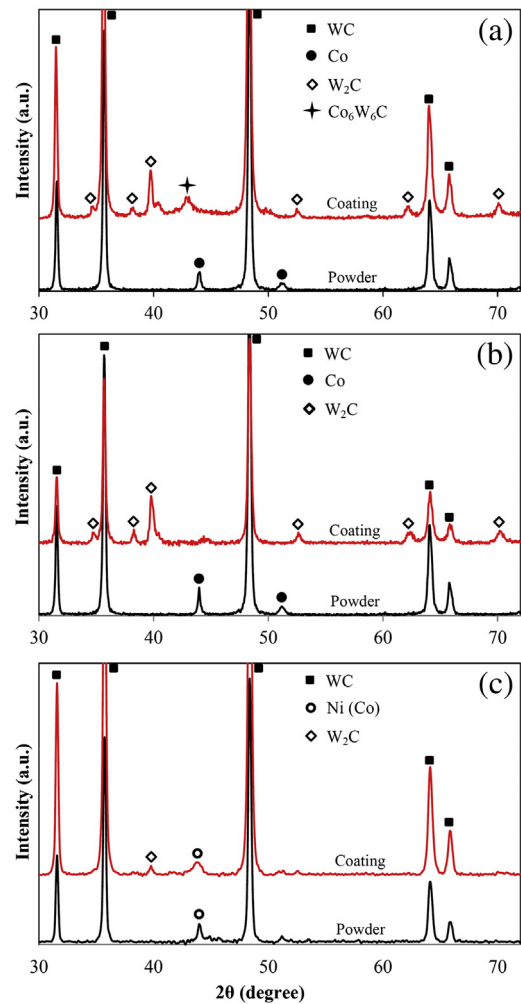 (a)
WC
Co
W₂C
Co₆W₆C
Intensity (a.u.)
Coating
Powder
30 40 50 60 70
(b)
WC
Co
W₂C
Intensity (a.u.)
Coating
Powder
30 40 50 60 70
(c)
WC
Ni (Co)
W₂C
Intensity (a.u.)
Coating
Powder
30 40 50 60 70
2θ (degree)